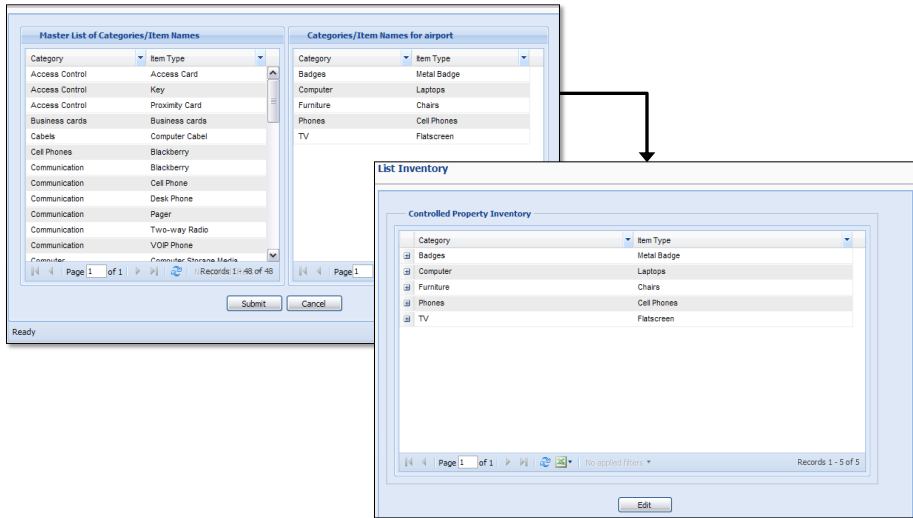 Master List of Categories/Item Names
Category Item Type
Access Control Access Card
Access Control Key
Access Control Proximity Card
Business cards Business cards
Cabels Computer Cabel
Cell Phones Blackberry
Communication Blackberry
Communication Cell Phone
Communication Desk Phone
Communication Pager
Communication Two-way Radio
Communication VOIP Phone
Computer Computer Storage Media
Page 1 of 1 Records: 1 - 48 of 48
Categories/Item Names for airport
Category Item Type
Badges Metal Badge
Computer Laptops
Furniture Chairs
Phones Cell Phones
TV Flatscreen
Page 1
Submit Cancel
Ready
List Inventory
Controlled Property Inventory
Category Item Type
Badges Metal Badge
Computer Laptops
Furniture Chairs
Phones Cell Phones
TV Flatscreen
Page 1 of 1 No applied filters Records 1 - 5 of 5
Edit